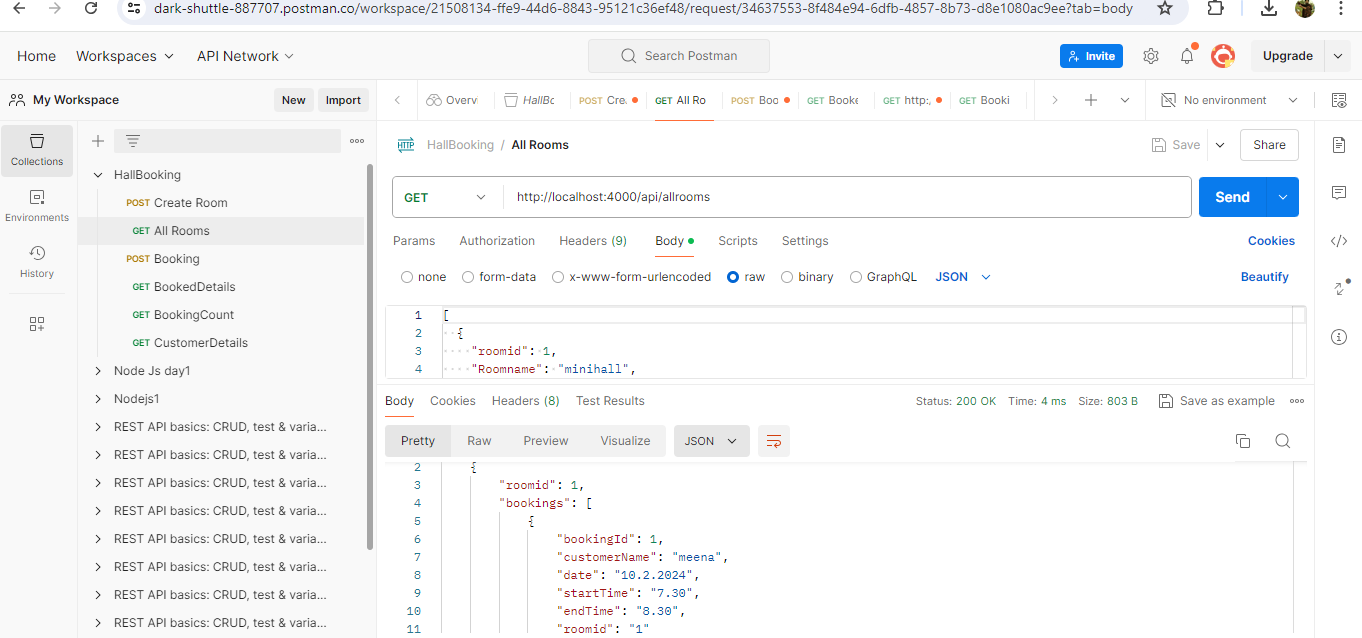 dark-shuttle-887707.postman.co/workspace/21508134-ffe9-44d6-8843-95121c36ef48/request/34637553-8f484e94-6dfb-4857-8b73-d8e1080ac9ee?tab=body
Home Workspaces API Network Search Postman Invite Upgrade
My Workspace New Import
Overv HallBc POST Cre GET All Ro POST Boo GET Booke GET http:, GET Booki No environment
Collections
Environments
History
HallBooking
POST Create Room
GET All Rooms
POST Booking
GET BookedDetails
GET BookingCount
GET CustomerDetails
Node Js day1
Nodejs1
REST API basics: CRUD, test & varia...
REST API basics: CRUD, test & varia...
REST API basics: CRUD, test & varia...
REST API basics: CRUD, test & varia...
REST API basics: CRUD, test & varia...
REST API basics: CRUD, test & varia...
REST API basics: CRUD, test & varia...
REST API basics: CRUD, test & varia...
HTTP HallBooking / All Rooms Save Share
GET http://localhost:4000/api/allrooms Send
Params Authorization Headers (9) Body Scripts Settings Cookies
none form-data x-www-form-urlencoded raw binary GraphQL JSON Beautify
1 [
2 {
3 "roomid": 1,
4 "Roomname": "minihall",
Body Cookies Headers (8) Test Results Status: 200 OK Time: 4 ms Size: 803 B Save as example
Pretty Raw Preview Visualize JSON
2 {
3 "roomid": 1,
4 "bookings": [
5 {
6 "bookingId": 1,
7 "customerName": "meena",
8 "date": "10.2.2024",
9 "startTime": "7.30",
10 "endTime": "8.30",
11 "roomid": "1"